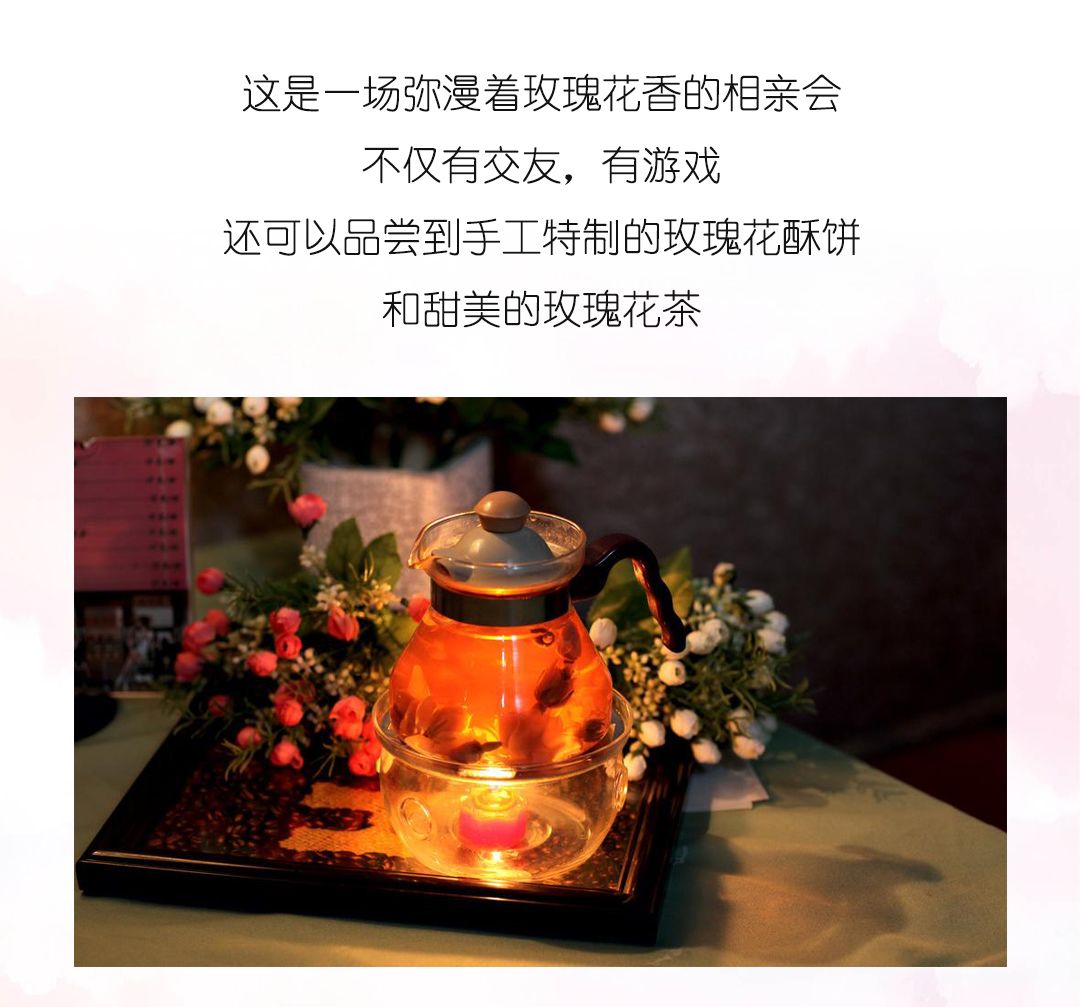 这是一场弥漫着玫瑰花香的相亲会
不仅有交友，有游戏
还可以品尝到手工特制的玫瑰花酥饼
和甜美的玫瑰花茶